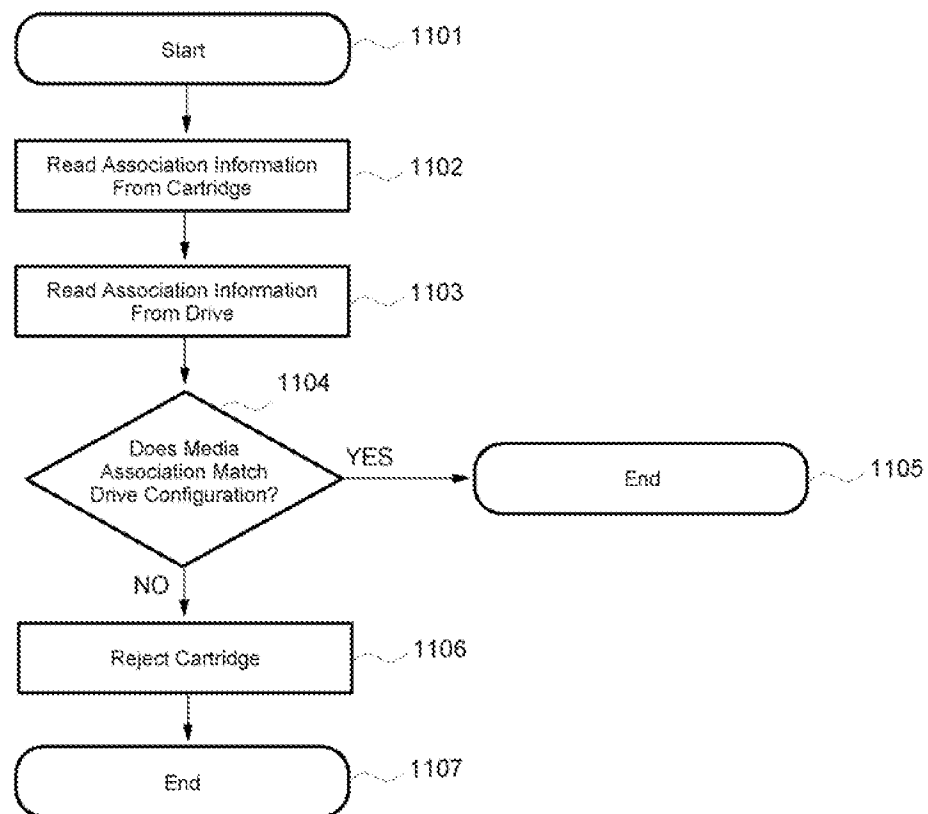 Start
1101
Read Association Information
From Cartridge
1102
Read Association Information
From Drive
1103
1104
Does Media
Association Match
Drive Configuration?
YES
End
1105
NO
Reject Cartridge
1106
End
1107